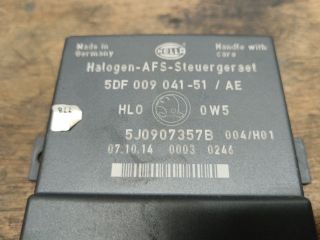 Made in Germany
HELLA
Handle with care
Halogen-AFS-Steuergeraet
5DF 009 041-51 / AE
HL0 0W5
5J0907357B 004/H01
07.10.14 0003 0246